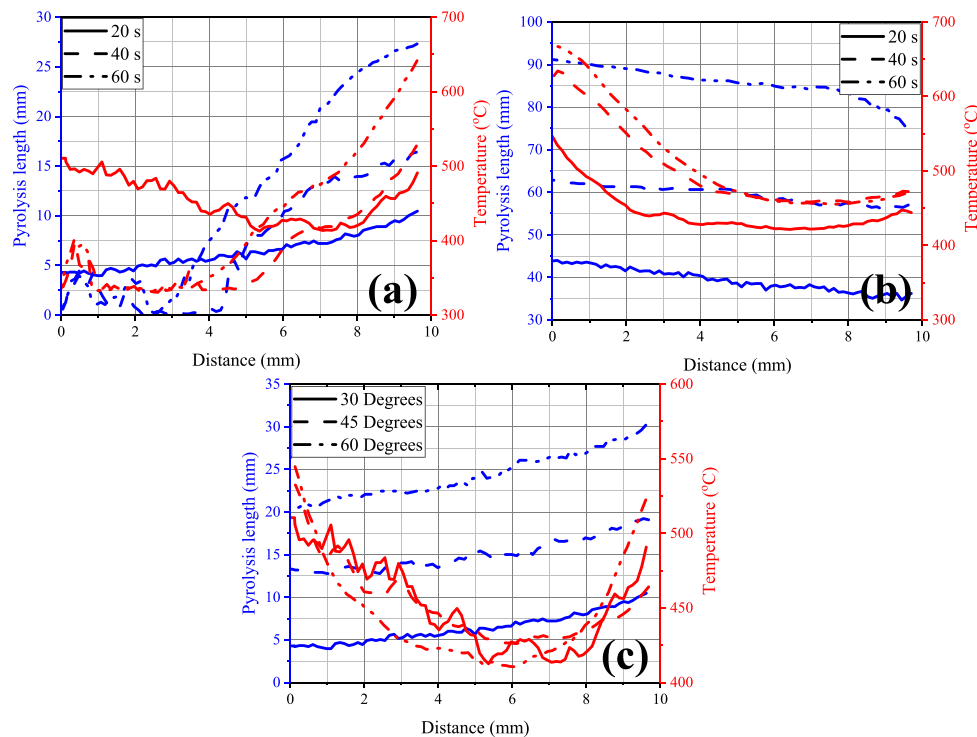 30
25
20
15
10
5
0
Pyrolysis length (mm)
20 s
40 s
60 s
700
600
500
400
300
Temperature (°C)
(a)
0 2 4 6 8 10
Distance (mm)
100
90
80
70
60
50
40
30
Pyrolysis length (mm)
20 s
40 s
60 s
700
600
500
400
300
Temperature (°C)
(b)
0 2 4 6 8 10
Distance (mm)
35
30
25
20
15
10
5
0
Pyrolysis length (mm)
30 Degrees
45 Degrees
60 Degrees
600
550
500
450
400
Temperature (°C)
(c)
0 2 4 6 8 10
Distance (mm)